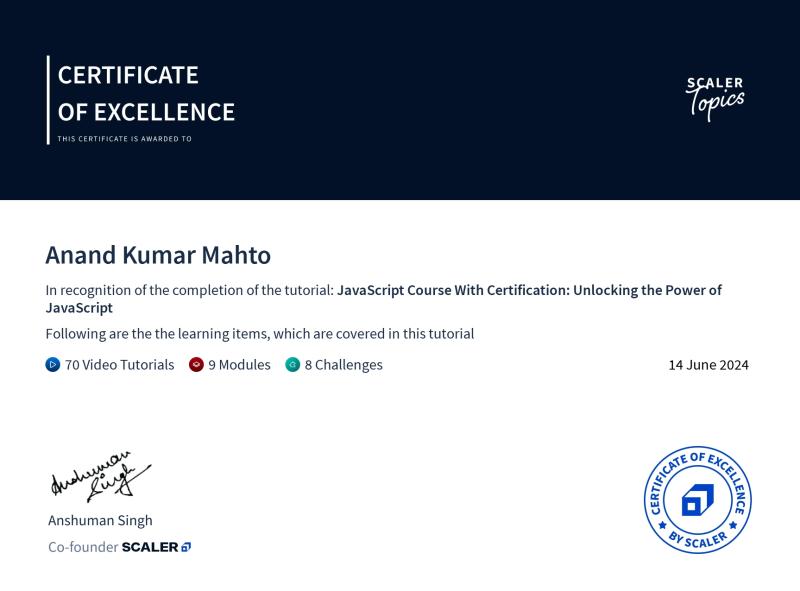 CERTIFICATE
OF EXCELLENCE
THIS CERTIFICATE IS AWARDED TO
SCALER
Topics
Anand Kumar Mahto
In recognition of the completion of the tutorial: JavaScript Course With Certification: Unlocking the Power of
JavaScript
Following are the the learning items, which are covered in this tutorial
70 Video Tutorials 9 Modules 8 Challenges 14 June 2024
Anshuman
Singh
Anshuman Singh
Co-founder SCALER
CERTIFICATE OF EXCELLENCE
BY SCALER